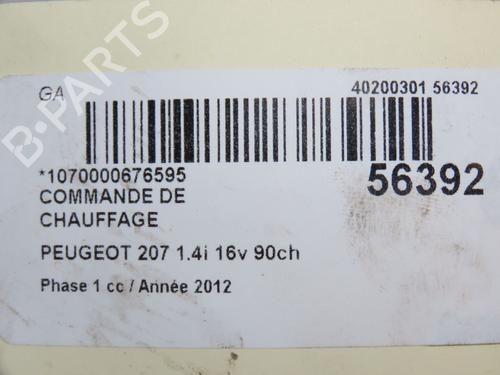 GA
40200301 56392
*1070000676595
56392
COMMANDE DE
CHAUFFAGE
PEUGEOT 207 1.4i 16v 90ch
Phase 1 cc / Année 2012
B-PARTS